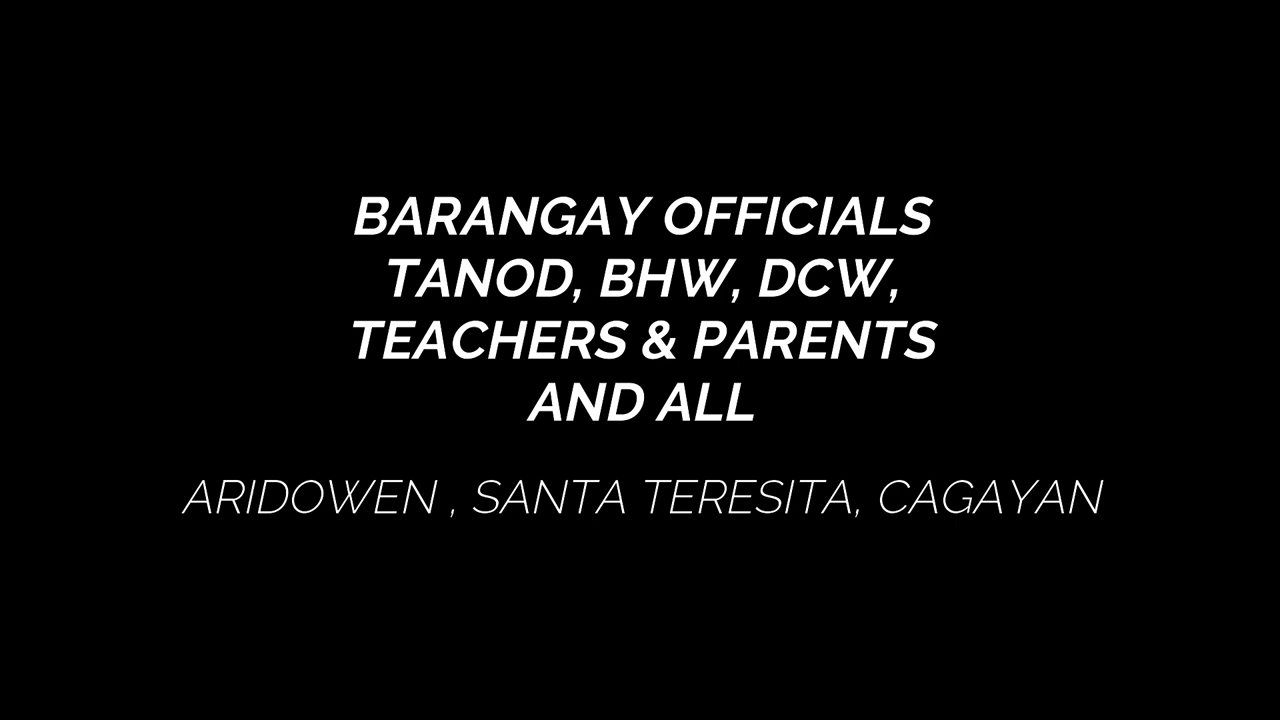 BARANGAY OFFICIALS
TANOD, BHW, DCW,
TEACHERS & PARENTS
AND ALL
ARIDOWEN , SANTA TERESITA, CAGAYAN